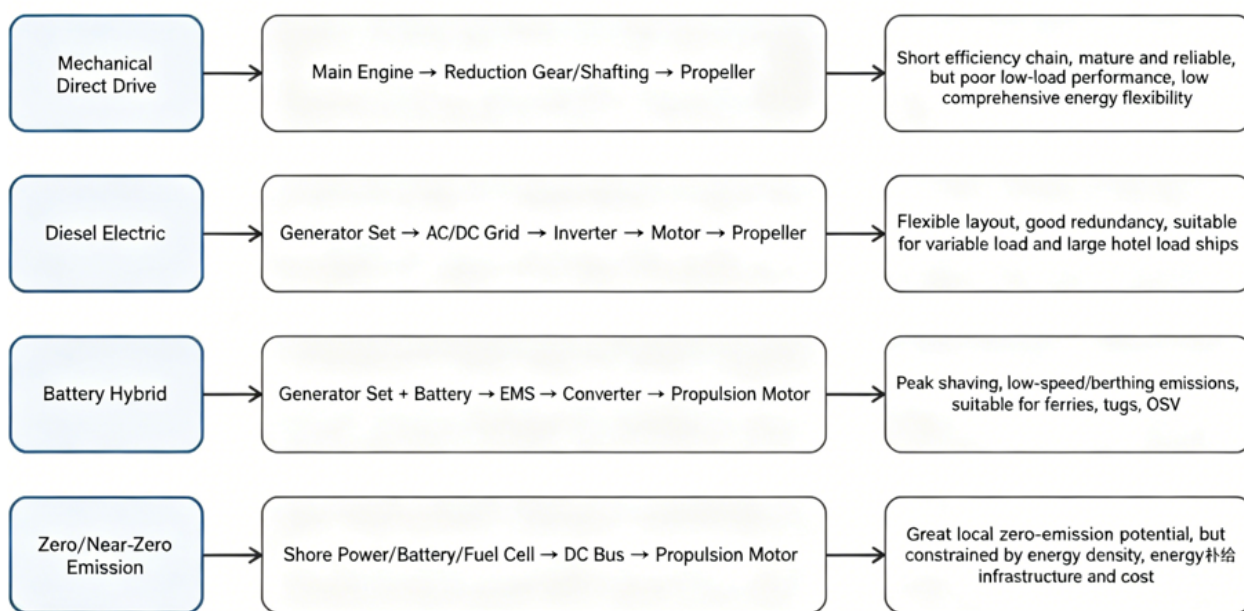 Mechanical
Direct Drive
Main Engine → Reduction Gear/Shafting → Propeller
Short efficiency chain, mature and reliable,
but poor low-load performance, low
comprehensive energy flexibility
Diesel Electric
Generator Set → AC/DC Grid → Inverter → Motor → Propeller
Flexible layout, good redundancy, suitable
for variable load and large hotel load ships
Battery Hybrid
Generator Set + Battery → EMS → Converter → Propulsion Motor
Peak shaving, low-speed/berthing emissions,
suitable for ferries, tugs, OSV
Zero/Near-Zero
Emission
Shore Power/Battery/Fuel Cell → DC Bus → Propulsion Motor
Great local zero-emission potential, but
constrained by energy density, energy补给
infrastructure and cost